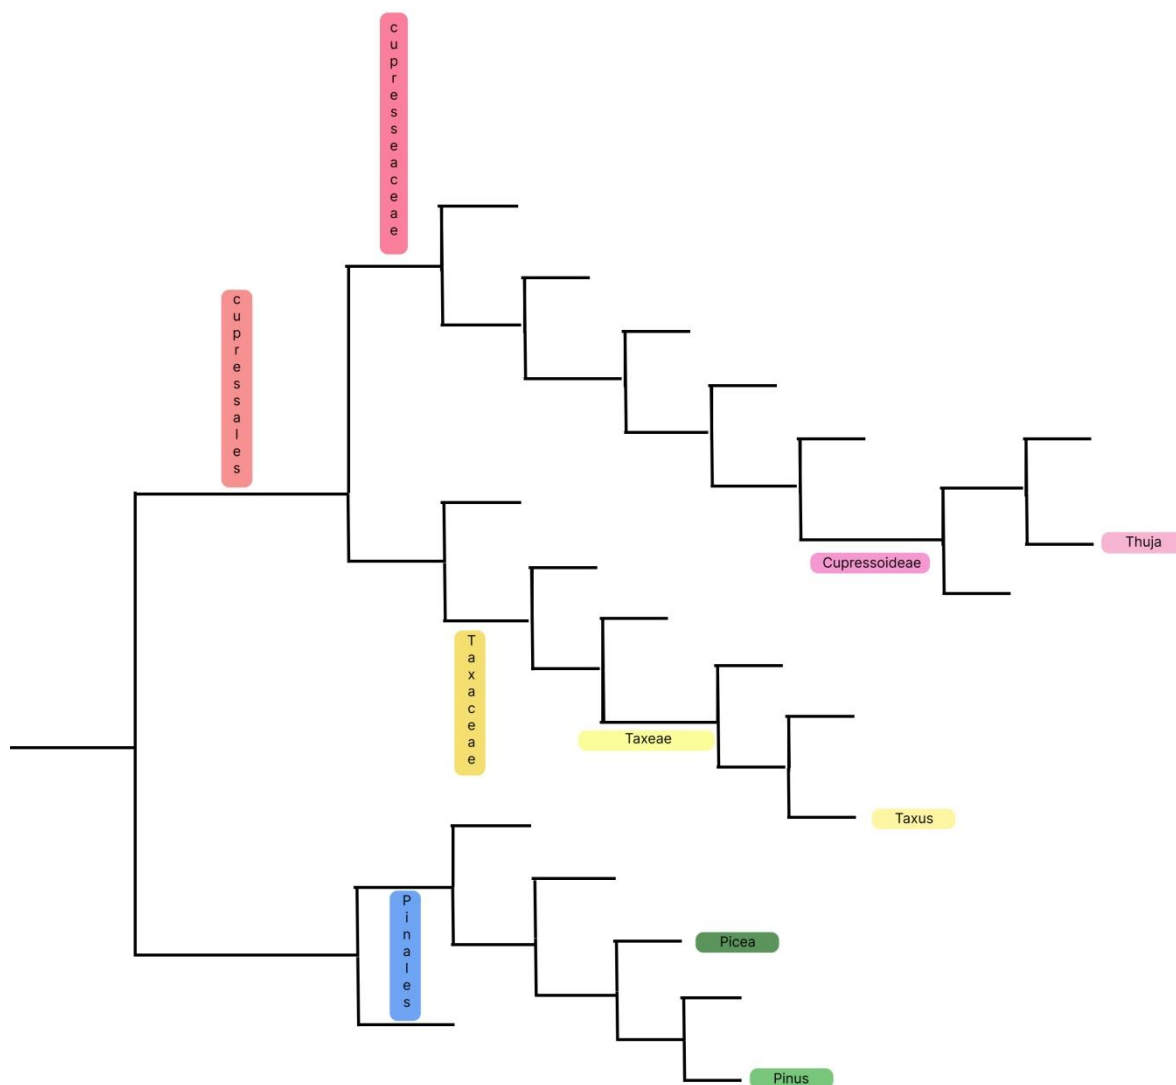 cupresseaceae
cupressales
Thuja
Cupressoideae
Taxaceae
Taxeae
Taxus
Pinales
Picea
Pinus